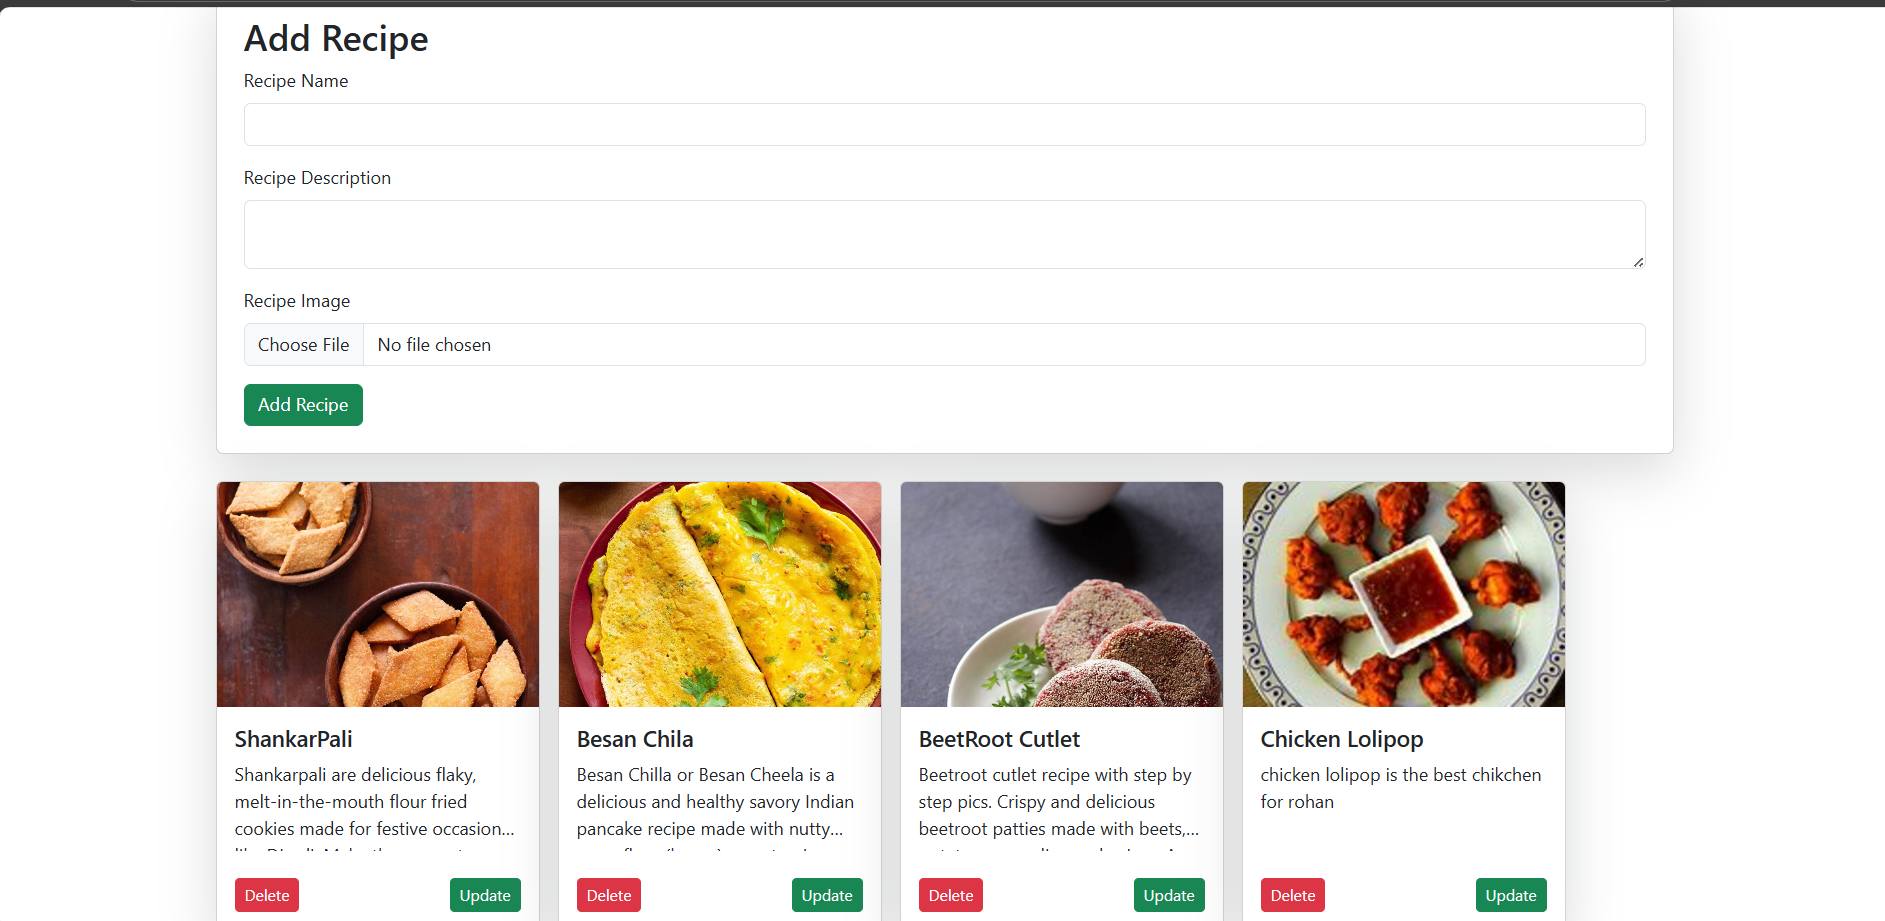 Add Recipe
Recipe Name
Recipe Description
Recipe Image
Choose File No file chosen
Add Recipe
ShankarPali
Shankarpali are delicious flaky,
melt-in-the-mouth flour fried
cookies made for festive occasion...
Delete Update
Besan Chila
Besan Chilla or Besan Cheela is a
delicious and healthy savory Indian
pancake recipe made with nutty...
Delete Update
BeetRoot Cutlet
Beetroot cutlet recipe with step by
step pics. Crispy and delicious
beetroot patties made with beets,...
Delete Update
Chicken Lolipop
chicken lolipop is the best chikchen
for rohan
Delete Update